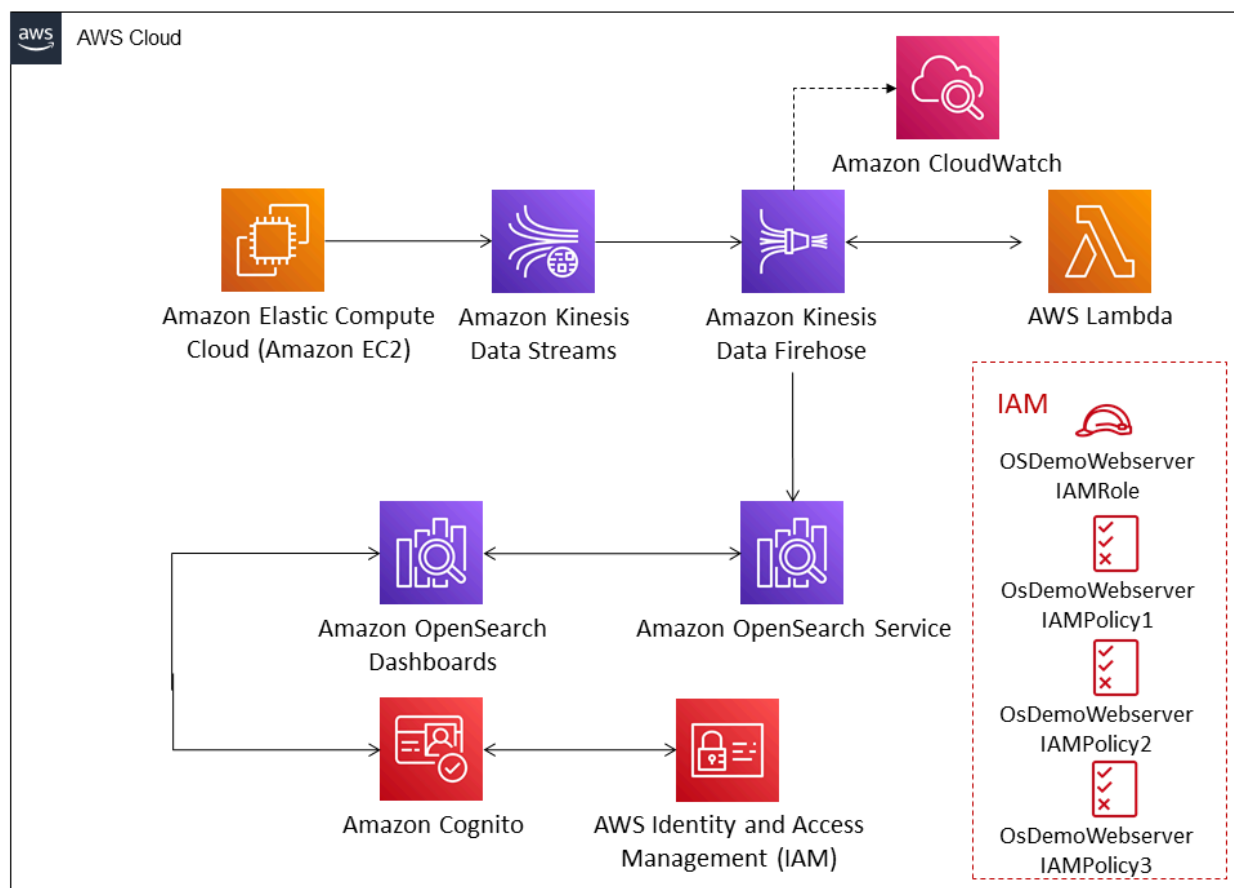 aws
AWS Cloud
Amazon CloudWatch
Amazon Elastic Compute
Cloud (Amazon EC2)
Amazon Kinesis
Data Streams
Amazon Kinesis
Data Firehose
AWS Lambda
IAM
OSDemoWebserver
IAMRole
OsDemoWebserver
IAMPolicy1
OsDemoWebserver
IAMPolicy2
OsDemoWebserver
IAMPolicy3
Amazon OpenSearch
Dashboards
Amazon OpenSearch Service
Amazon Cognito
AWS Identity and Access
Management (IAM)